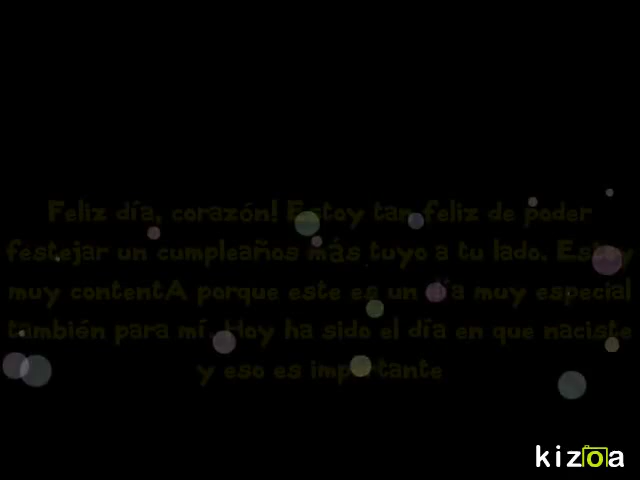 Feliz día, corazón! Estoy tan feliz de poder
festejar un cumpleaños más tuyo a tu lado. Estoy
muy contentA porque este es un día muy especial
también para mí. Hoy ha sido el día en que naciste
y eso es importante
kizoa